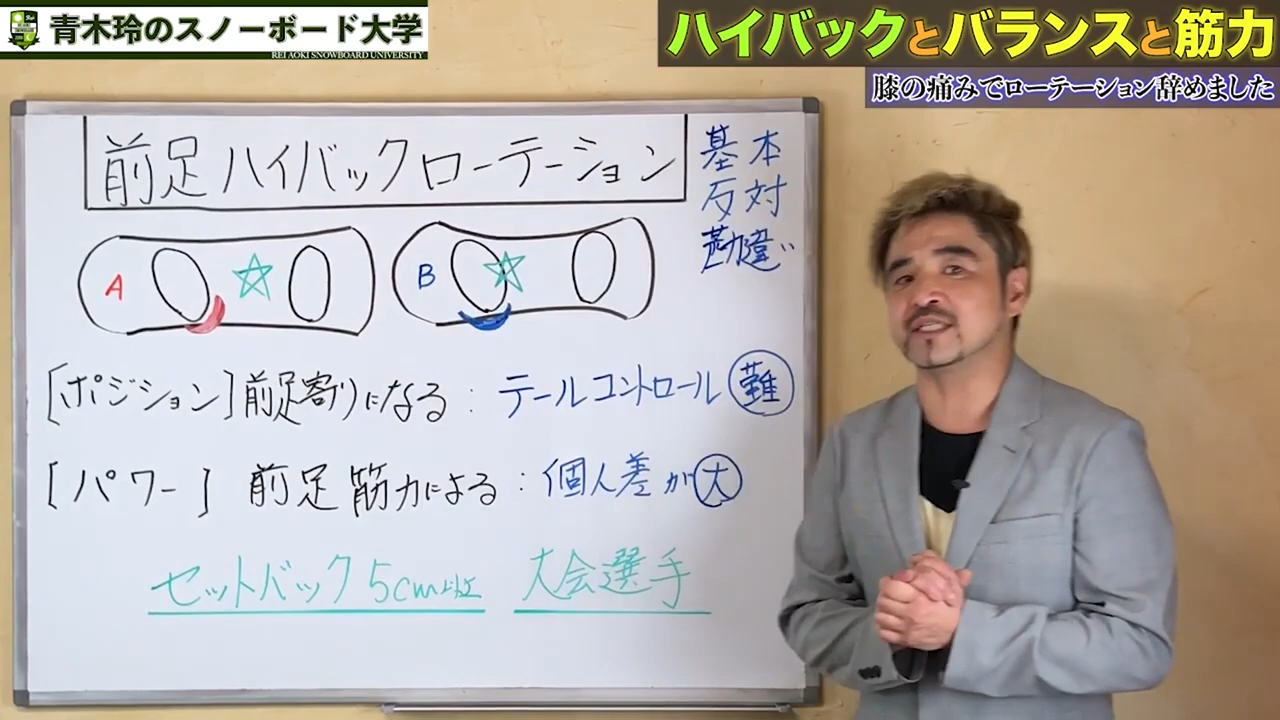 青木玲のスノーボード大学
REI AOKI SNOWBOARD UNIVERSITY
ハイバックとバランスと筋力
膝の痛みでローテーション辞めました
前足ハイバックローテーション
基本
反対
勘違い
A
B
[ポジション]前足寄りになる:テールコントロール難
[パワー]前足筋力による:個人差が大
セットバック5cm以上 大会選手